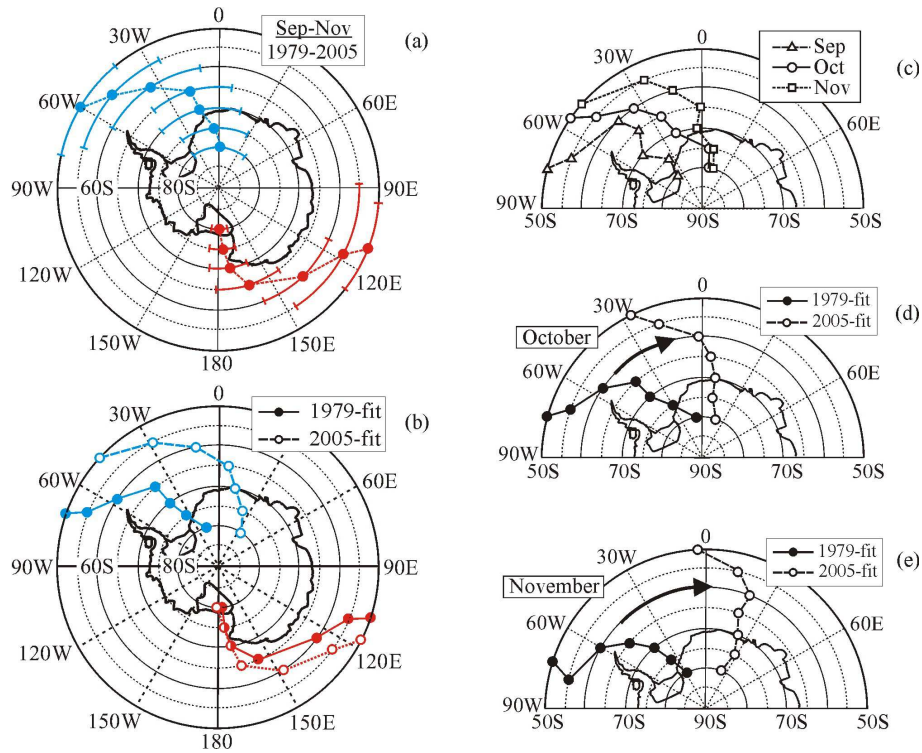 0
Sep-Nov
1979-2005
(a)
30W
60W
60E
90W
60S
80S
90E
120W
120E
150W
150E
180
0
1979-fit
2005-fit
(b)
30W
60W
60E
90W
60S
80S
90E
120W
120E
150W
150E
180
0
Sep
Oct
Nov
(c)
30W
60W
60E
90W
50S
70S
90S
70S
50S
0
1979-fit
2005-fit
(d)
October
30W
60W
60E
90W
50S
70S
90S
70S
50S
0
1979-fit
2005-fit
(e)
November
30W
60W
60E
90W
50S
70S
90S
70S
50S